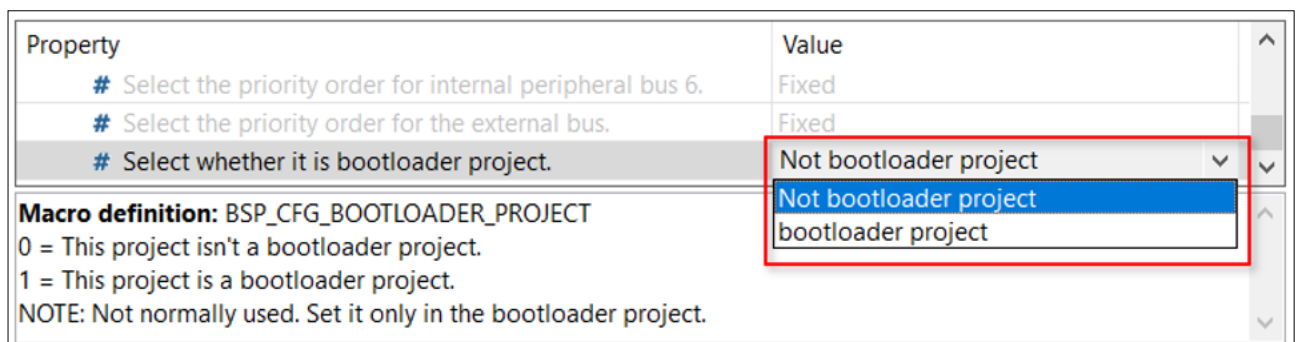 Property Value
# Select the priority order for internal peripheral bus 6. Fixed
# Select the priority order for the external bus. Fixed
# Select whether it is bootloader project. Not bootloader project
Not bootloader project
bootloader project
Macro definition: BSP_CFG_BOOTLOADER_PROJECT
0 = This project isn't a bootloader project.
1 = This project is a bootloader project.
NOTE: Not normally used. Set it only in the bootloader project.